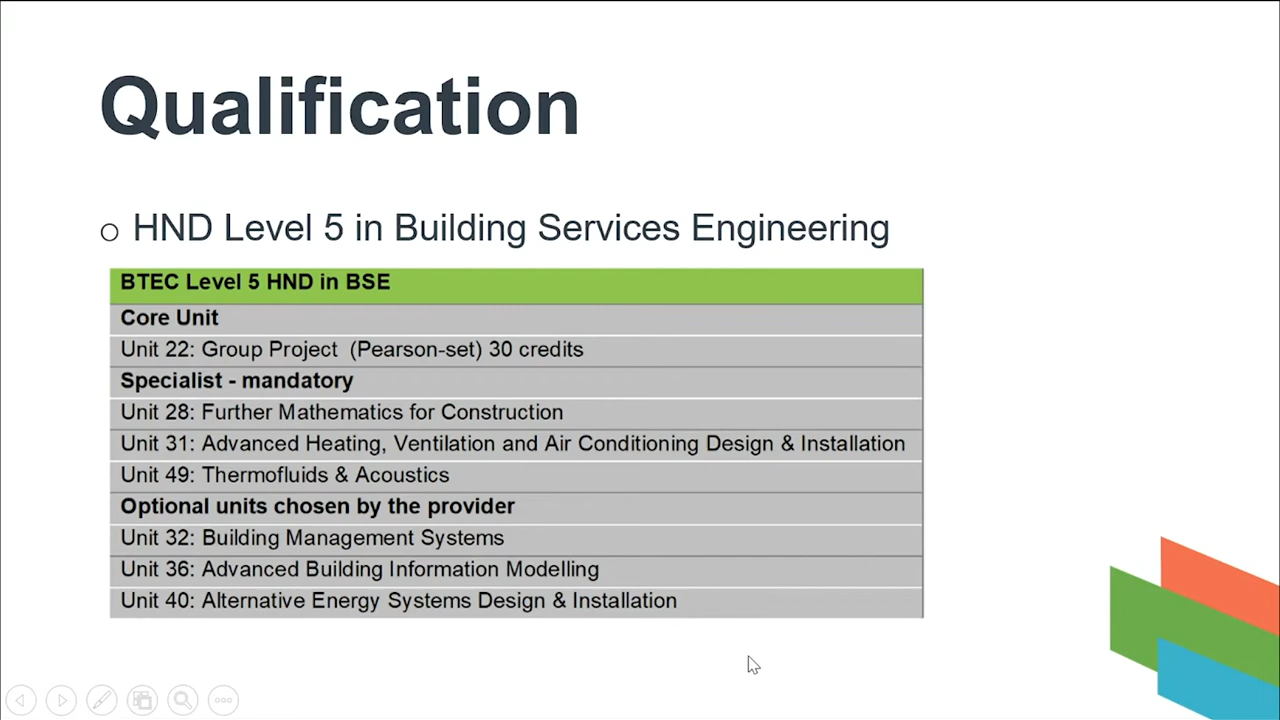 Qualification
HND Level 5 in Building Services Engineering
BTEC Level 5 HND in BSE
Core Unit
Unit 22: Group Project (Pearson-set) 30 credits
Specialist - mandatory
Unit 28: Further Mathematics for Construction
Unit 31: Advanced Heating, Ventilation and Air Conditioning Design & Installation
Unit 49: Thermofluids & Acoustics
Optional units chosen by the provider
Unit 32: Building Management Systems
Unit 36: Advanced Building Information Modelling
Unit 40: Alternative Energy Systems Design & Installation